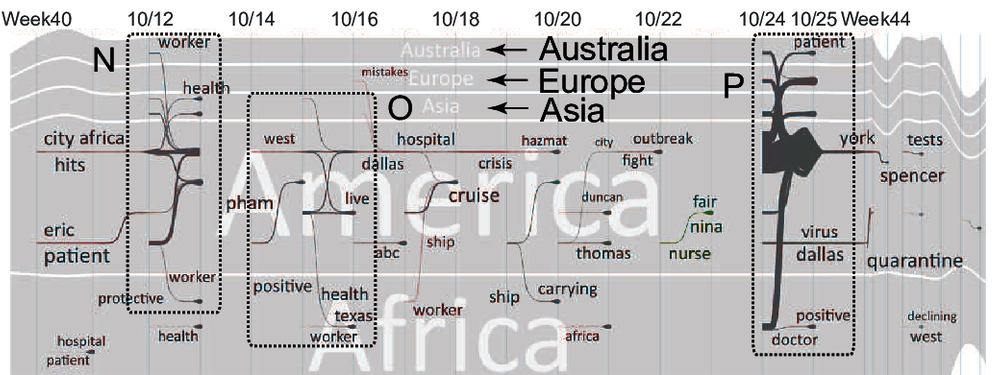 Week40 10/12 10/14 10/16 10/18 10/20 10/22 10/24 10/25 Week44
N worker Australia Australia patient
mistakes Europe Europe P
health O Asia Asia
city africa west hospital hazmat city outbreak york tests
hits dallas crisis fight spencer
America
pham live cruise duncan fair
eric nina
patient abc ship thomas nurse virus
dallas
quarantine
worker positive health ship carrying
protective texas worker positive declining
health worker africa doctor west
hospital
patient
Africa